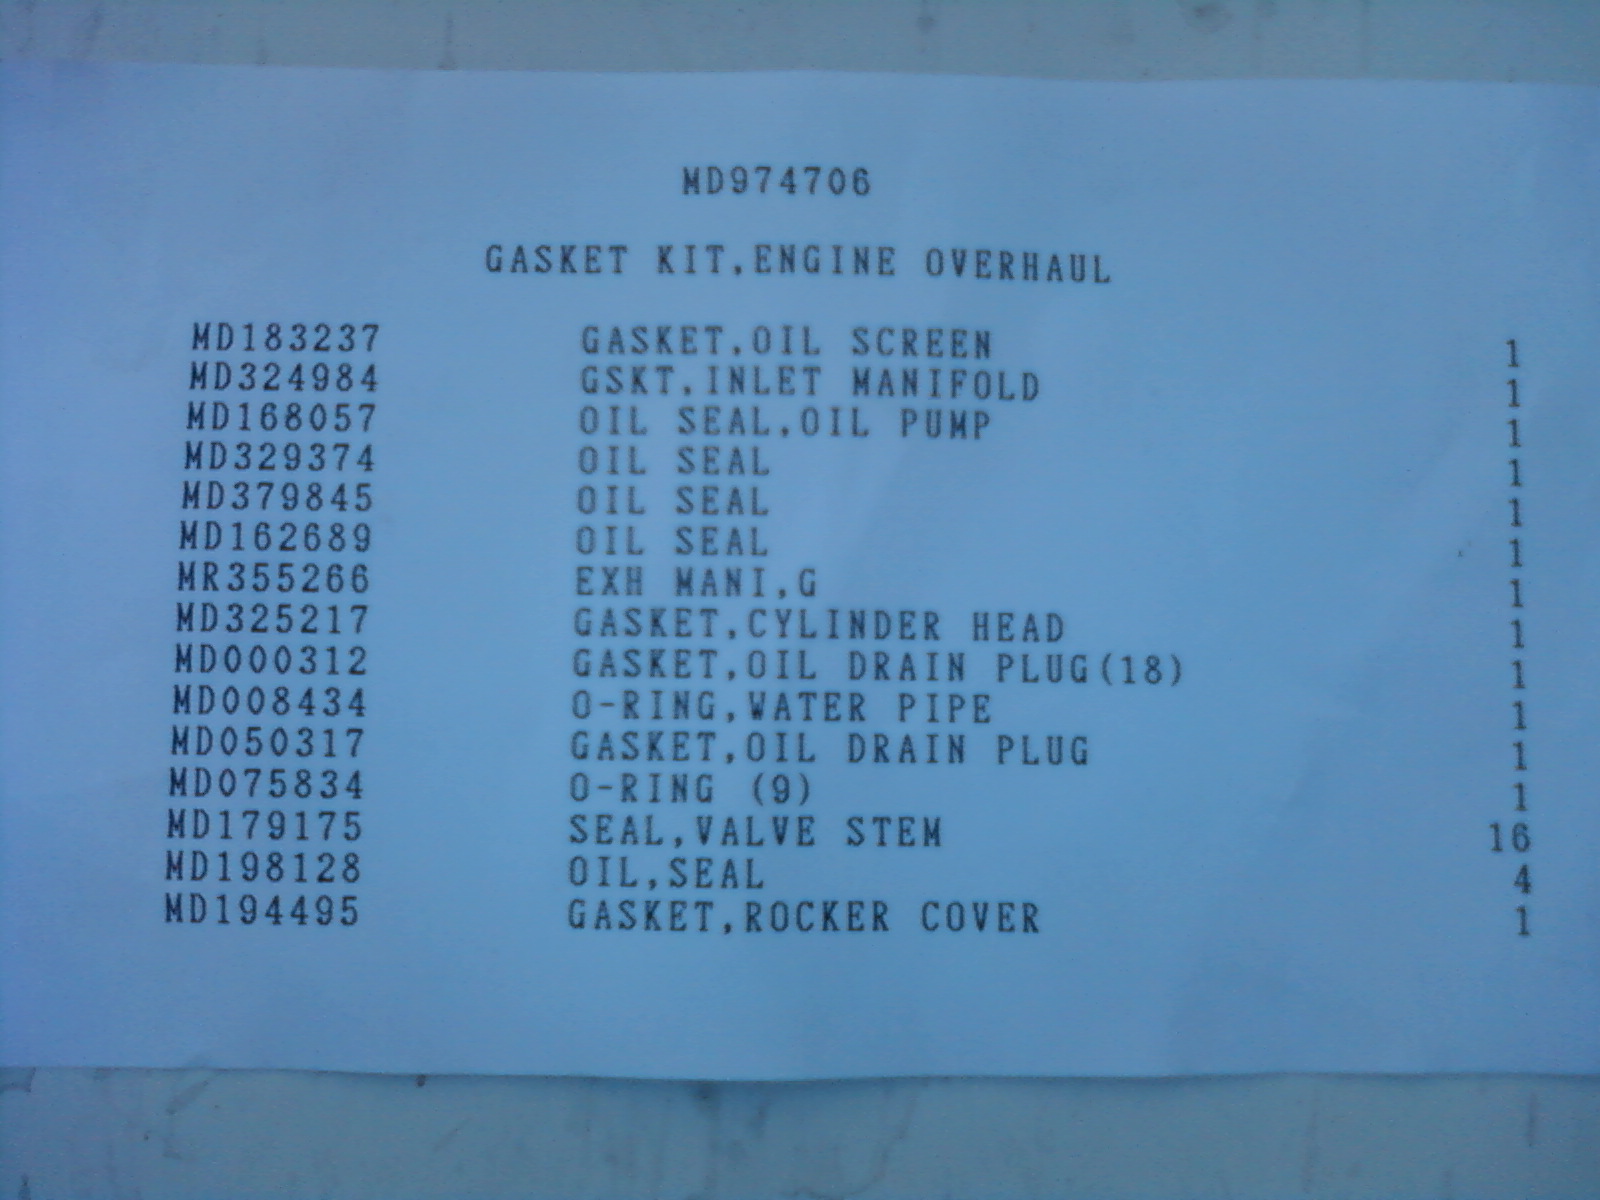 MD974706
GASKET KIT,ENGINE OVERHAUL
MD183237 GASKET,OIL SCREEN 1
MD324984 GSKT,INLET MANIFOLD 1
MD168057 OIL SEAL,OIL PUMP 1
MD329374 OIL SEAL 1
MD379845 OIL SEAL 1
MD162689 OIL SEAL 1
MR355266 EXH MANI,G 1
MD325217 GASKET,CYLINDER HEAD 1
MD000312 GASKET,OIL DRAIN PLUG(18) 1
MD008434 O-RING,WATER PIPE 1
MD050317 GASKET,OIL DRAIN PLUG 1
MD075834 O-RING (9) 1
MD179175 SEAL,VALVE STEM 16
MD198128 OIL,SEAL 4
MD194495 GASKET,ROCKER COVER 1